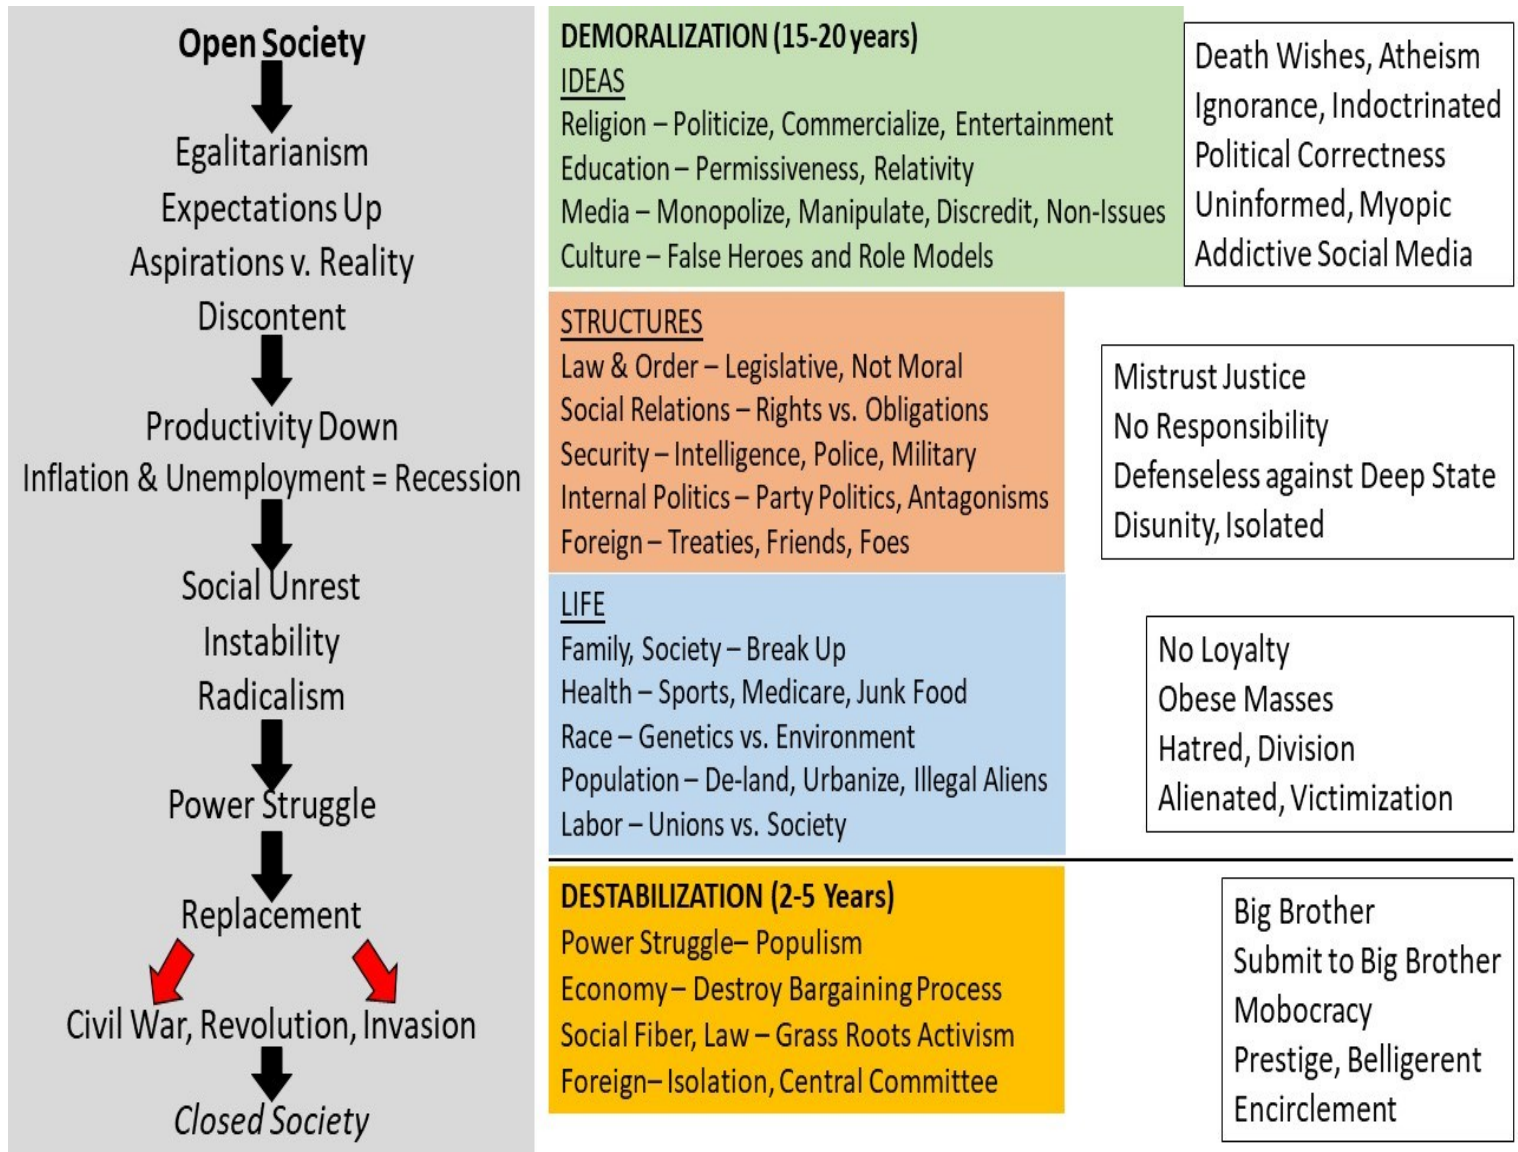 Open Society
Egalitarianism
Expectations Up
Aspirations v. Reality
Discontent
Productivity Down
Inflation & Unemployment = Recession
Social Unrest
Instability
Radicalism
Power Struggle
Replacement
Civil War, Revolution, Invasion
Closed Society
DEMORALIZATION (15-20 years)
IDEAS
Religion – Politicize, Commercialize, Entertainment
Education – Permissiveness, Relativity
Media – Monopolize, Manipulate, Discredit, Non-Issues
Culture – False Heroes and Role Models
Death Wishes, Atheism
Ignorance, Indoctrinated
Political Correctness
Uninformed, Myopic
Addictive Social Media
STRUCTURES
Law & Order – Legislative, Not Moral
Social Relations – Rights vs. Obligations
Security – Intelligence, Police, Military
Internal Politics – Party Politics, Antagonisms
Foreign – Treaties, Friends, Foes
Mistrust Justice
No Responsibility
Defenseless against Deep State
Disunity, Isolated
LIFE
Family, Society – Break Up
Health – Sports, Medicare, Junk Food
Race – Genetics vs. Environment
Population – De-land, Urbanize, Illegal Aliens
Labor – Unions vs. Society
No Loyalty
Obese Masses
Hatred, Division
Alienated, Victimization
DESTABILIZATION (2-5 Years)
Power Struggle– Populism
Economy – Destroy Bargaining Process
Social Fiber, Law – Grass Roots Activism
Foreign– Isolation, Central Committee
Big Brother
Submit to Big Brother
Mobocracy
Prestige, Belligerent
Encirclement